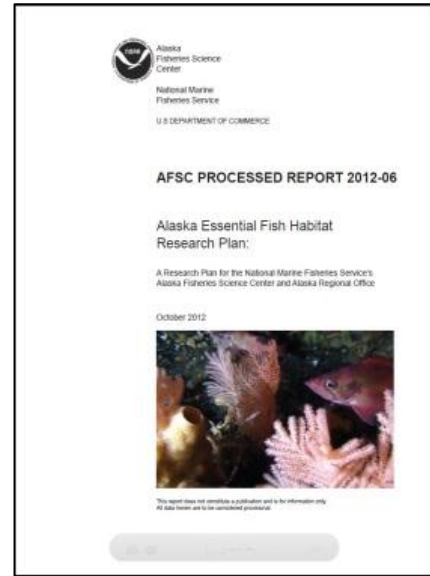 Alaska
Fisheries Science
Center
National Marine
Fisheries Service
U.S DEPARTMENT OF COMMERCE
AFSC PROCESSED REPORT 2012-06
Alaska Essential Fish Habitat
Research Plan:
A Research Plan for the National Marine Fisheries Service's
Alaska Fisheries Science Center and Alaska Regional Office
October 2012
This report does not constitute a publication and is for information only.
All data herein are to be considered provisional.